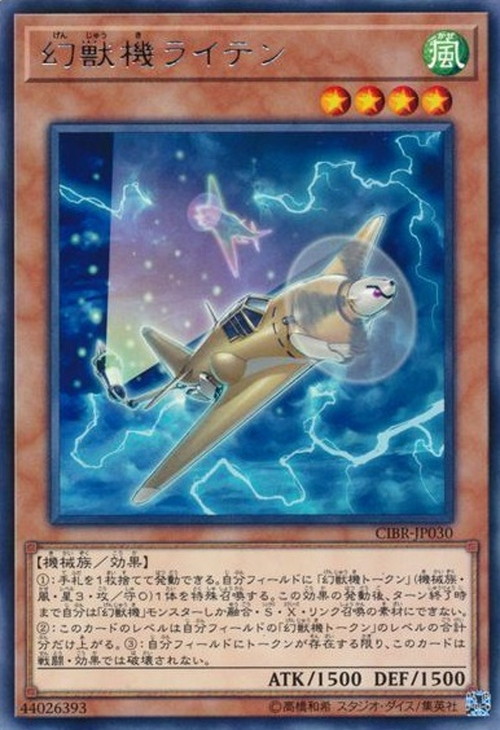 幻獣機ライテン
風
CIBR-JP030
【機械族/効果】
①:手札を1枚捨てて発動できる。自分フィールドに「幻獣機トークン」(機械族・
風・星3・攻/守0)1体を特殊召喚する。この効果の発動後、ターン終了時
まで自分は「幻獣機」モンスターしか融合・S・X・リンク召喚の素材にできない。
②:このカードのレベルは自分フィールドの「幻獣機トークン」のレベルの合計
分だけ上がる。③:自分フィールドにトークンが存在する限り、このカードは
戦闘・効果では破壊されない。
ATK/1500 DEF/1500
44026393 ©高橋和希 スタジオ・ダイス/集英社